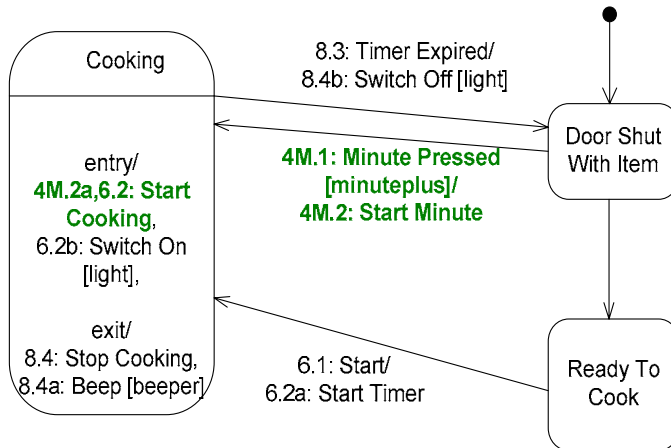 Cooking
entry/
4M.2a,6.2: Start
Cooking,
6.2b: Switch On
[light],
exit/
8.4: Stop Cooking,
8.4a: Beep [beeper]
8.3: Timer Expired/
8.4b: Switch Off [light]
4M.1: Minute Pressed
[minuteplus]/
4M.2: Start Minute
6.1: Start/
6.2a: Start Timer
Door Shut
With Item
Ready To
Cook